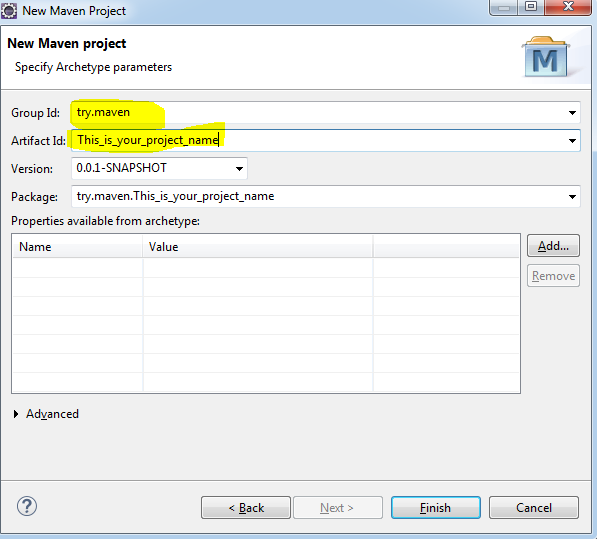 New Maven Project
New Maven project
Specify Archetype parameters
M
Group Id: try.maven
Artifact Id: This_is_your_project_name
Version: 0.0.1-SNAPSHOT
Package: try.maven.This_is_your_project_name
Properties available from archetype:
Name Value
Add...
Remove
Advanced
? < Back Next > Finish Cancel